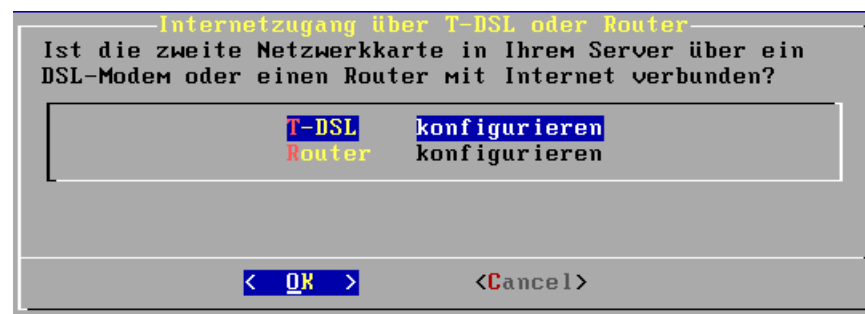 Internetzugang über T-DSL oder Router
Ist die zweite Netzwerkkarte in Ihrem Server über ein
DSL-Modem oder einen Router mit Internet verbunden?
T-DSL konfigurieren
Router konfigurieren
< OK > <Cancel>